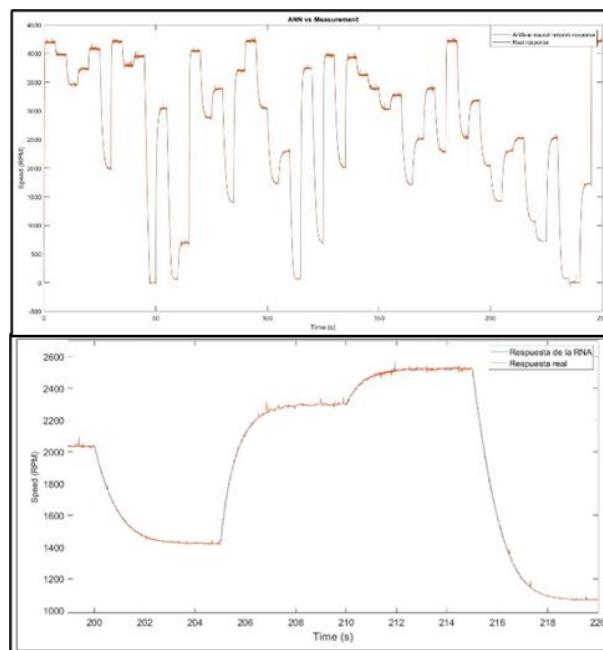 ANN vs Measurement
4500
4000
3500
3000
2500
2000
1500
1000
500
0
-500
Speed (RPM)
Artificial neural network response
Real response
0 50 100 150 200 250
Time (s)
2600
2400
2200
2000
1800
1600
1400
1200
1000
Speed (RPM)
Respuesta de la RNA
Respuesta real
200 202 204 206 208 210 212 214 216 218 220
Time (s)